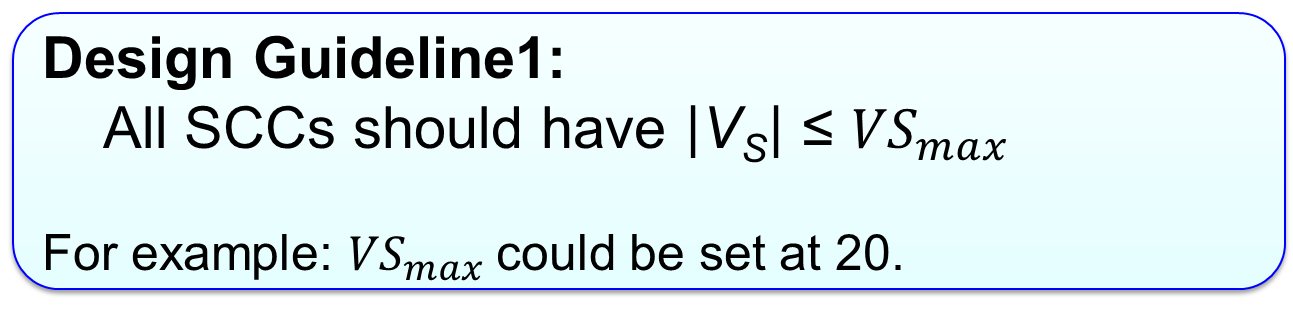 Design Guideline1:
All SCCs should have |V_S| ≤ 𝑉𝑆_𝑚𝑎𝑥
For example: 𝑉𝑆_𝑚𝑎𝑥 could be set at 20.